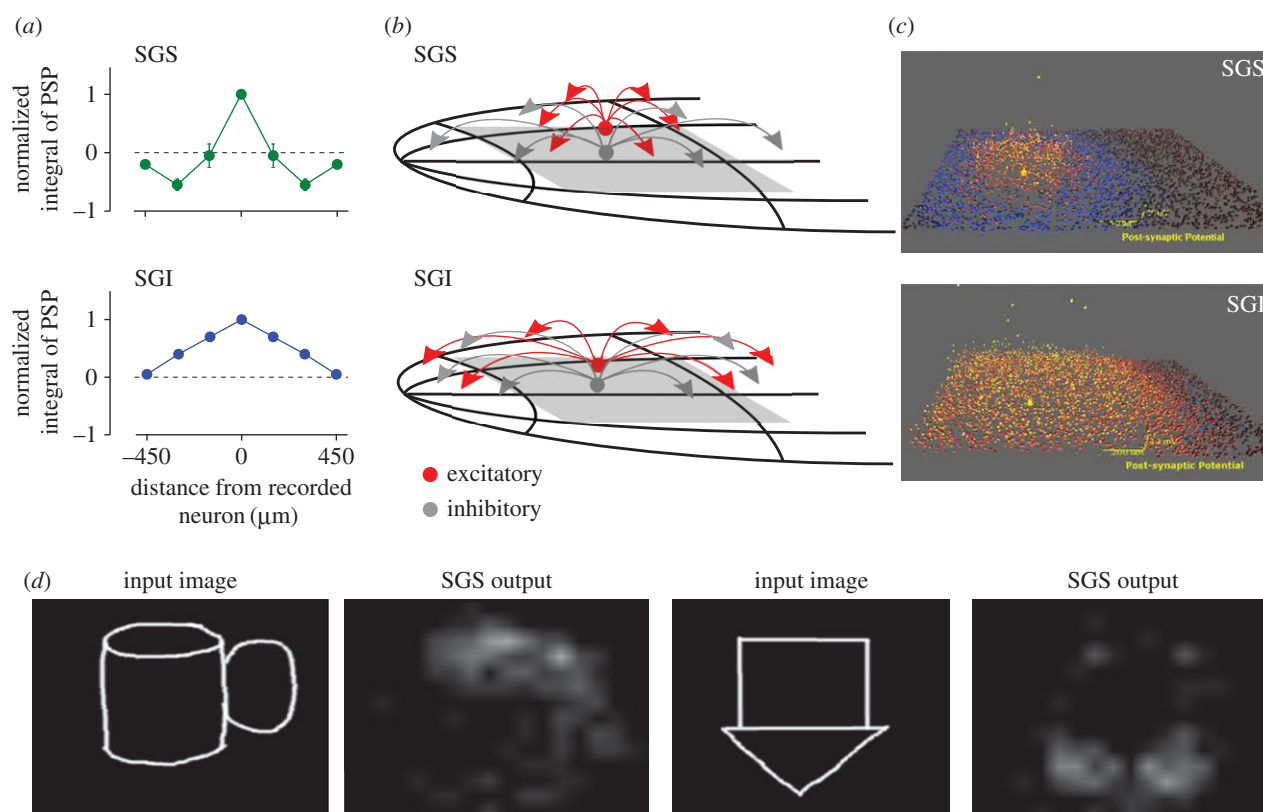 (a)
(b)
(c)
SGS
normalized
integral of PSP
1
0
−1
SGS
SGS
Post-synaptic Potential
SGI
normalized
integral of PSP
1
0
−1
−450
0
450
distance from recorded
neuron (μm)
SGI
excitatory
inhibitory
SGI
200 um
Post-synaptic Potential
(d)
input image
SGS output
input image
SGS output